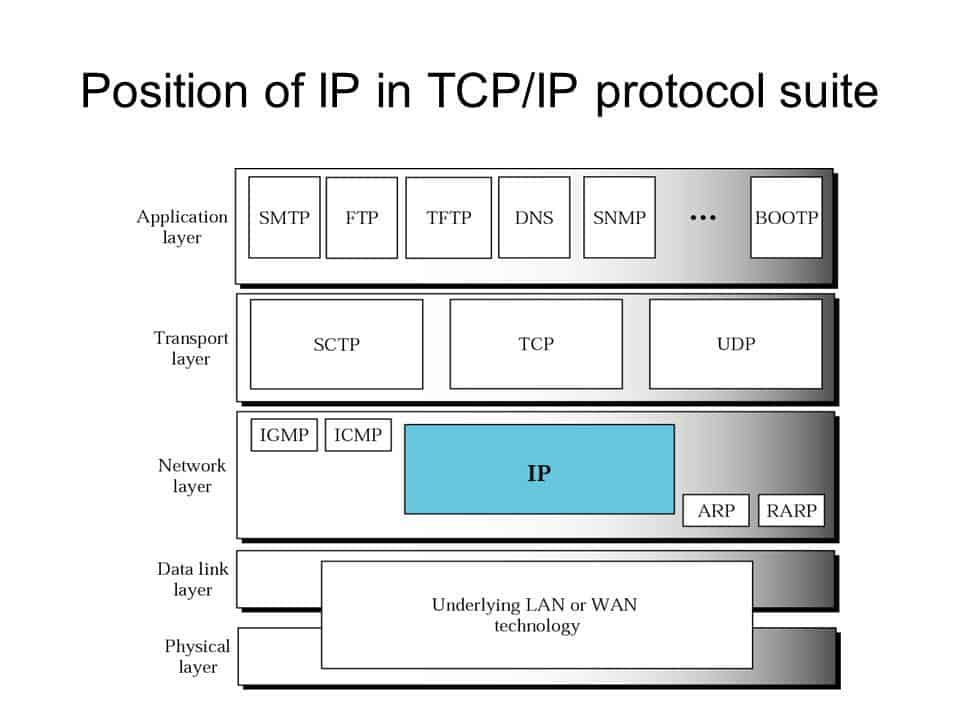 Position of IP in TCP/IP protocol suite
Application
layer
SMTP
FTP
TFTP
DNS
SNMP
...
BOOTP
Transport
layer
SCTP
TCP
UDP
Network
layer
IGMP
ICMP
IP
ARP
RARP
Data link
layer
Underlying LAN or WAN
technology
Physical
layer